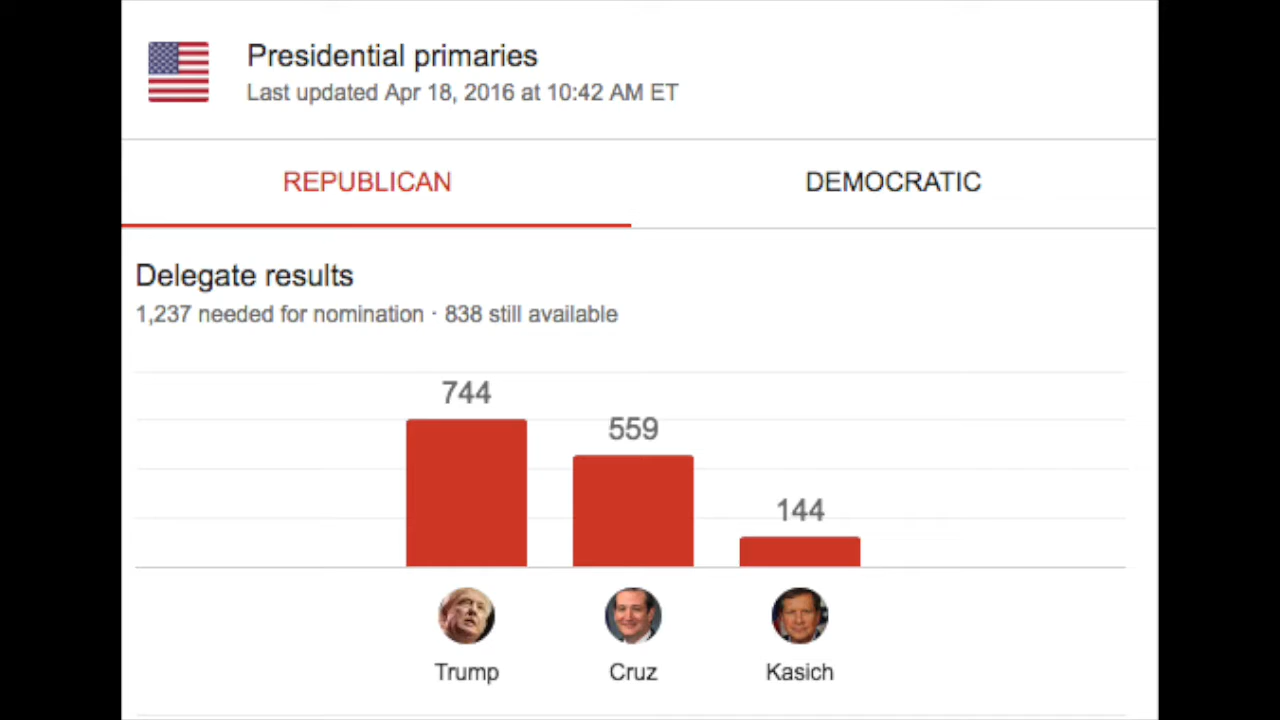 Presidential primaries
Last updated Apr 18, 2016 at 10:42 AM ET
REPUBLICAN DEMOCRATIC
Delegate results
1,237 needed for nomination · 838 still available
744
559
144
Trump Cruz Kasich